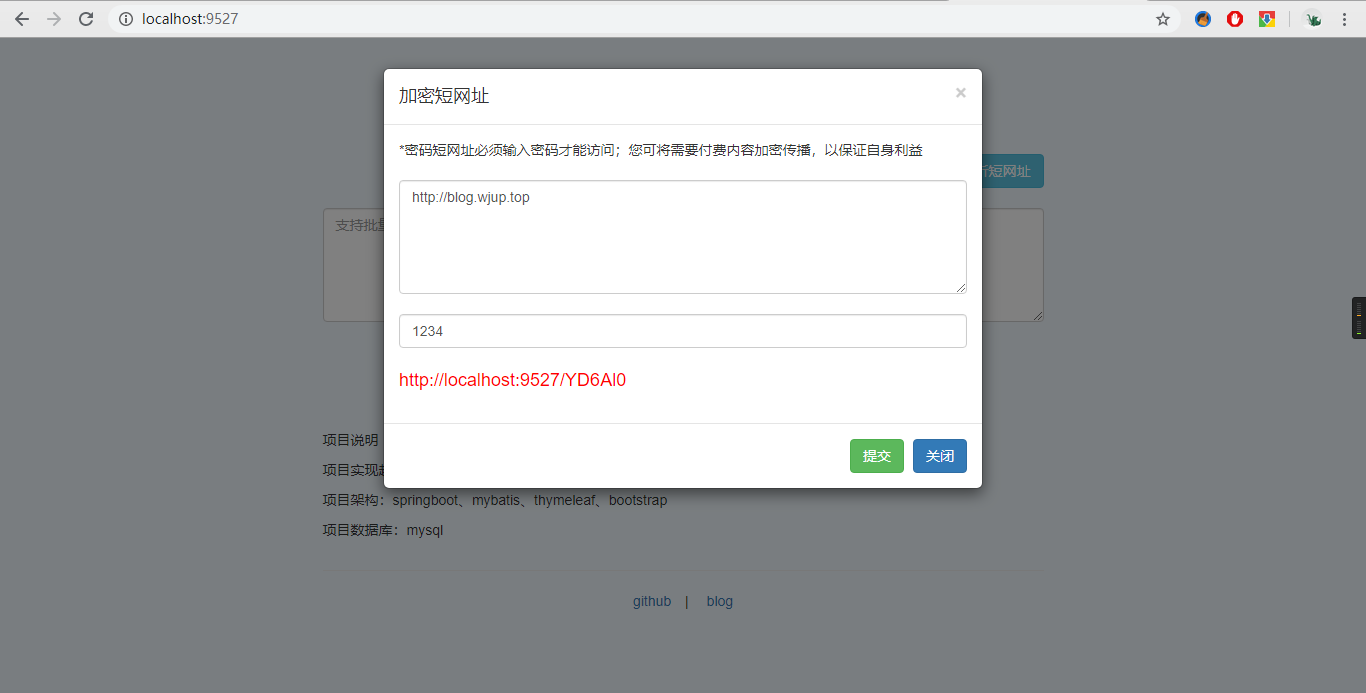 localhost:9527
加密短网址
×
*密码短网址必须输入密码才能访问；您可将需要付费内容加密传播，以保证自身利益
短网址
http://blog.wjup.top
支持批
1234
http://localhost:9527/YD6Al0
项目说明
项目实现
提交 关闭
项目架构：springboot、mybatis、thymeleaf、bootstrap
项目数据库：mysql
github | blog